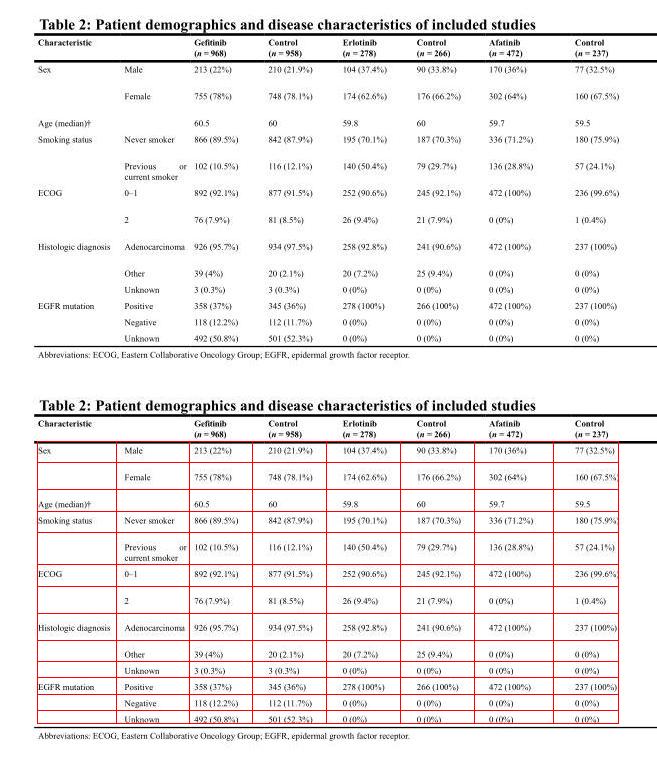 Table 2: Patient demographics and disease characteristics of included studies
Characteristic Gefitinib Control Erlotinib Control Afatinib Control
(n = 968) (n = 958) (n = 278) (n = 266) (n = 472) (n = 237)
Sex Male 213 (22%) 210 (21.9%) 104 (37.4%) 90 (33.8%) 170 (36%) 77 (32.5%)
Female 755 (78%) 748 (78.1%) 174 (62.6%) 176 (66.2%) 302 (64%) 160 (67.5%)
Age (median)† 60.5 60 59.8 60 59.7 59.5
Smoking status Never smoker 866 (89.5%) 842 (87.9%) 195 (70.1%) 187 (70.3%) 336 (71.2%) 180 (75.9%)
Previous or 102 (10.5%) 116 (12.1%) 140 (50.4%) 79 (29.7%) 136 (28.8%) 57 (24.1%)
current smoker
ECOG 0–1 892 (92.1%) 877 (91.5%) 252 (90.6%) 245 (92.1%) 472 (100%) 236 (99.6%)
2 76 (7.9%) 81 (8.5%) 26 (9.4%) 21 (7.9%) 0 (0%) 1 (0.4%)
Histologic diagnosis Adenocarcinoma 926 (95.7%) 934 (97.5%) 258 (92.8%) 241 (90.6%) 472 (100%) 237 (100%)
Other 39 (4%) 20 (2.1%) 20 (7.2%) 25 (9.4%) 0 (0%) 0 (0%)
Unknown 3 (0.3%) 3 (0.3%) 0 (0%) 0 (0%) 0 (0%) 0 (0%)
EGFR mutation Positive 358 (37%) 345 (36%) 278 (100%) 266 (100%) 472 (100%) 237 (100%)
Negative 118 (12.2%) 112 (11.7%) 0 (0%) 0 (0%) 0 (0%) 0 (0%)
Unknown 492 (50.8%) 501 (52.3%) 0 (0%) 0 (0%) 0 (0%) 0 (0%)
Abbreviations: ECOG, Eastern Collaborative Oncology Group; EGFR, epidermal growth factor receptor.
Table 2: Patient demographics and disease characteristics of included studies
Characteristic Gefitinib Control Erlotinib Control Afatinib Control
(n = 968) (n = 958) (n = 278) (n = 266) (n = 472) (n = 237)
Sex Male 213 (22%) 210 (21.9%) 104 (37.4%) 90 (33.8%) 170 (36%) 77 (32.5%)
Female 755 (78%) 748 (78.1%) 174 (62.6%) 176 (66.2%) 302 (64%) 160 (67.5%)
Age (median)† 60.5 60 59.8 60 59.7 59.5
Smoking status Never smoker 866 (89.5%) 842 (87.9%) 195 (70.1%) 187 (70.3%) 336 (71.2%) 180 (75.9%)
Previous or 102 (10.5%) 116 (12.1%) 140 (50.4%) 79 (29.7%) 136 (28.8%) 57 (24.1%)
current smoker
ECOG 0–1 892 (92.1%) 877 (91.5%) 252 (90.6%) 245 (92.1%) 472 (100%) 236 (99.6%)
2 76 (7.9%) 81 (8.5%) 26 (9.4%) 21 (7.9%) 0 (0%) 1 (0.4%)
Histologic diagnosis Adenocarcinoma 926 (95.7%) 934 (97.5%) 258 (92.8%) 241 (90.6%) 472 (100%) 237 (100%)
Other 39 (4%) 20 (2.1%) 20 (7.2%) 25 (9.4%) 0 (0%) 0 (0%)
Unknown 3 (0.3%) 3 (0.3%) 0 (0%) 0 (0%) 0 (0%) 0 (0%)
EGFR mutation Positive 358 (37%) 345 (36%) 278 (100%) 266 (100%) 472 (100%) 237 (100%)
Negative 118 (12.2%) 112 (11.7%) 0 (0%) 0 (0%) 0 (0%) 0 (0%)
Unknown 492 (50.8%) 501 (52.3%) 0 (0%) 0 (0%) 0 (0%) 0 (0%)
Abbreviations: ECOG, Eastern Collaborative Oncology Group; EGFR, epidermal growth factor receptor.